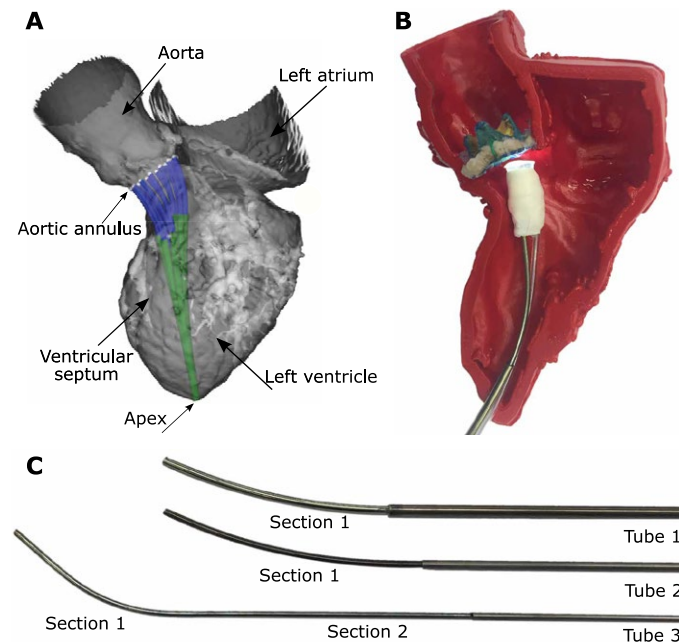 A
B
Aorta
Left atrium
Aortic annulus
Ventricular
septum
Left ventricle
Apex
C
Section 1
Tube 1
Section 1
Tube 2
Section 1
Section 2
Tube 3